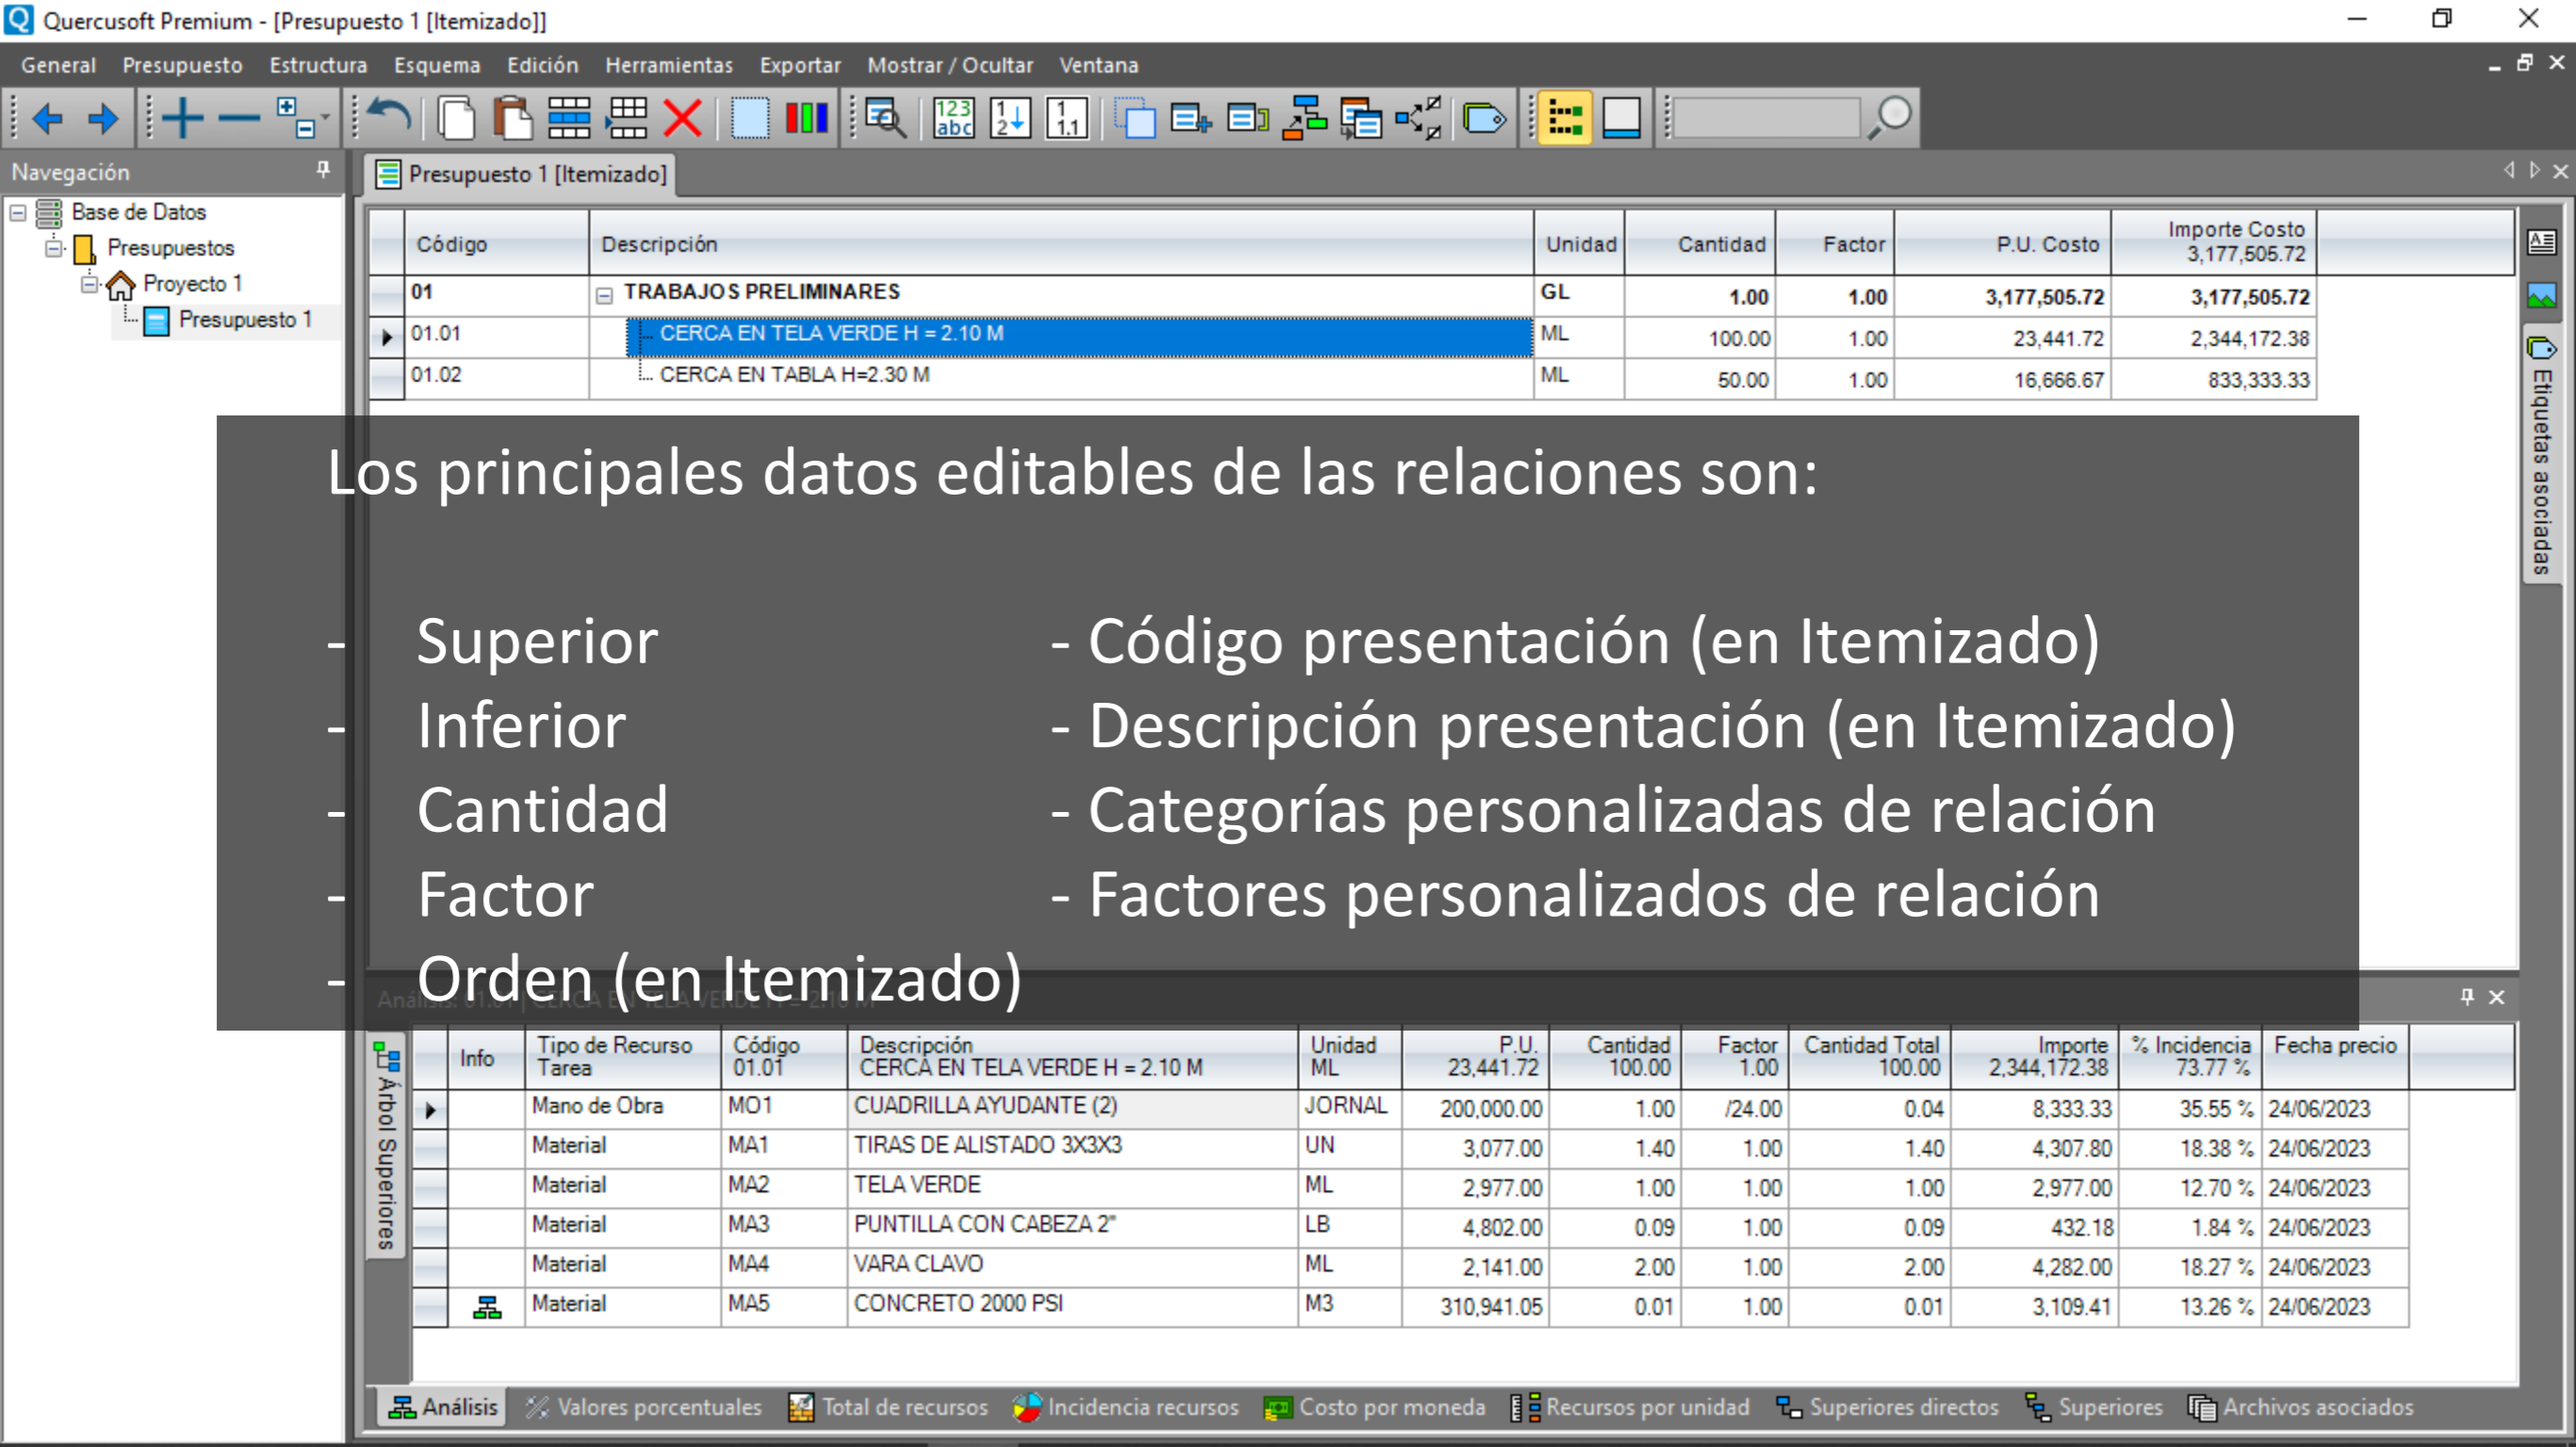 Quercusoft Premium - [Presupuesto 1 [Itemizado]]
General Presupuesto Estructura Esquema Edición Herramientas Exportar Mostrar / Ocultar Ventana
123 abc 1 2 1 1.1
Navegación
Presupuesto 1 [Itemizado]
Base de Datos
Presupuestos
Proyecto 1
Presupuesto 1
Código Descripción Unidad Cantidad Factor P.U. Costo Importe Costo 3,177,505.72
01 TRABAJOS PRELIMINARES GL 1.00 1.00 3,177,505.72 3,177,505.72
01.01 CERCA EN TELA VERDE H = 2.10 M ML 100.00 1.00 23,441.72 2,344,172.38
01.02 CERCA EN TABLA H=2.30 M ML 50.00 1.00 16,666.67 833,333.33
Etiquetas asociadas
Los principales datos editables de las relaciones son:
- Superior
- Inferior
- Cantidad
- Factor
- Orden (en Itemizado)
- Código presentación (en Itemizado)
- Descripción presentación (en Itemizado)
- Categorías personalizadas de relación
- Factores personalizados de relación
Análisis: 01.01 | CERCA EN TELA VERDE H = 2.10 M
Árbol Superiores
Info Tipo de Recurso Código Descripción Unidad P.U. Cantidad Factor Cantidad Total Importe % Incidencia Fecha precio
Tarea 01.01 CERCA EN TELA VERDE H = 2.10 M ML 23,441.72 100.00 1.00 100.00 2,344,172.38 73.77 %
Mano de Obra MO1 CUADRILLA AYUDANTE (2) JORNAL 200,000.00 1.00 /24.00 0.04 8,333.33 35.55 % 24/06/2023
Material MA1 TIRAS DE ALISTADO 3X3X3 UN 3,077.00 1.40 1.00 1.40 4,307.80 18.38 % 24/06/2023
Material MA2 TELA VERDE ML 2,977.00 1.00 1.00 1.00 2,977.00 12.70 % 24/06/2023
Material MA3 PUNTILLA CON CABEZA 2" LB 4,802.00 0.09 1.00 0.09 432.18 1.84 % 24/06/2023
Material MA4 VARA CLAVO ML 2,141.00 2.00 1.00 2.00 4,282.00 18.27 % 24/06/2023
Material MA5 CONCRETO 2000 PSI M3 310,941.05 0.01 1.00 0.01 3,109.41 13.26 % 24/06/2023
Análisis Valores porcentuales Total de recursos Incidencia recursos Costo por moneda Recursos por unidad Superiores directos Superiores Archivos asociados